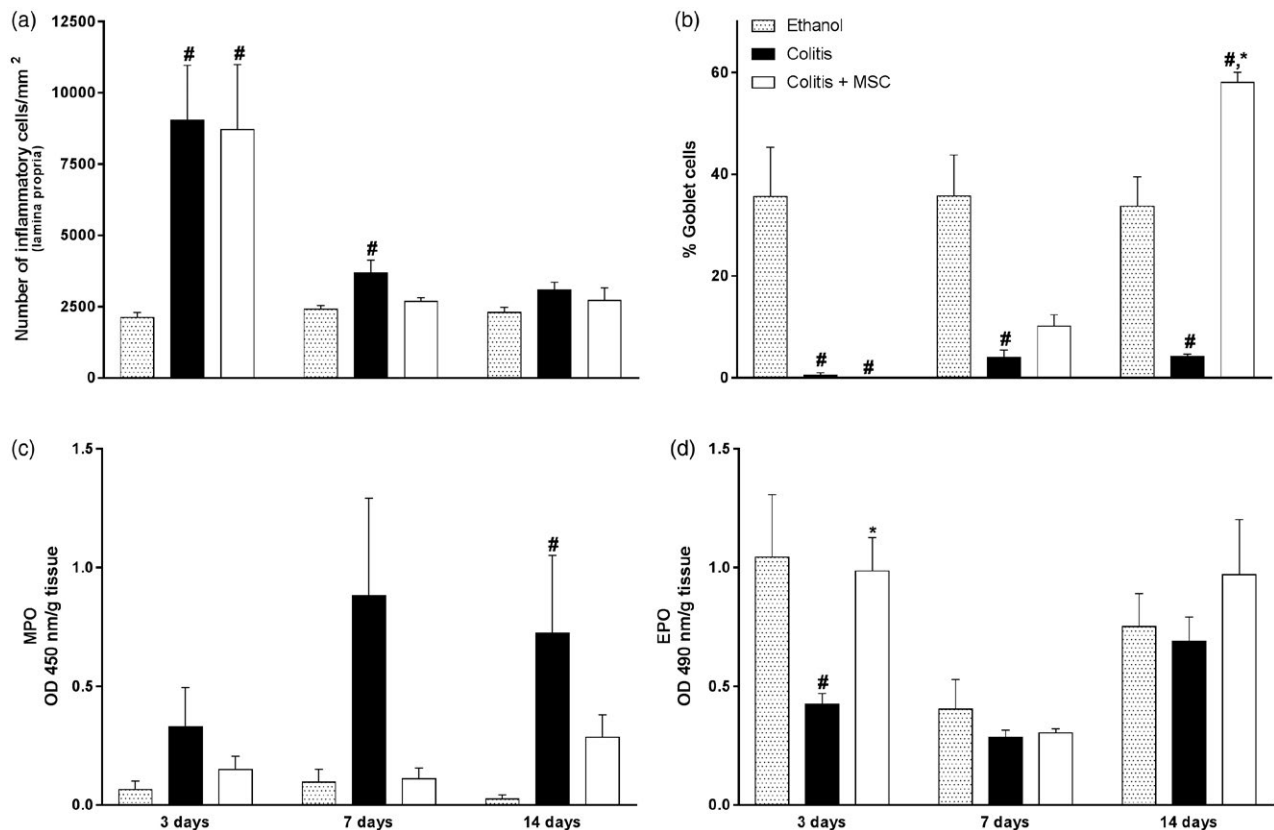 (a)
12500
10000
7500
5000
2500
0
Number of inflammatory cells/mm²
(lamina propria)
#
#
#
(b)
Ethanol
Colitis
Colitis + MSC
60
40
20
0
% Goblet cells
#
#
#
#
#,*
(c)
1.5
1.0
0.5
0.0
MPO
OD 450 nm/g tissue
#
3 days
7 days
14 days
(d)
1.5
1.0
0.5
0.0
EPO
OD 490 nm/g tissue
#
*
3 days
7 days
14 days